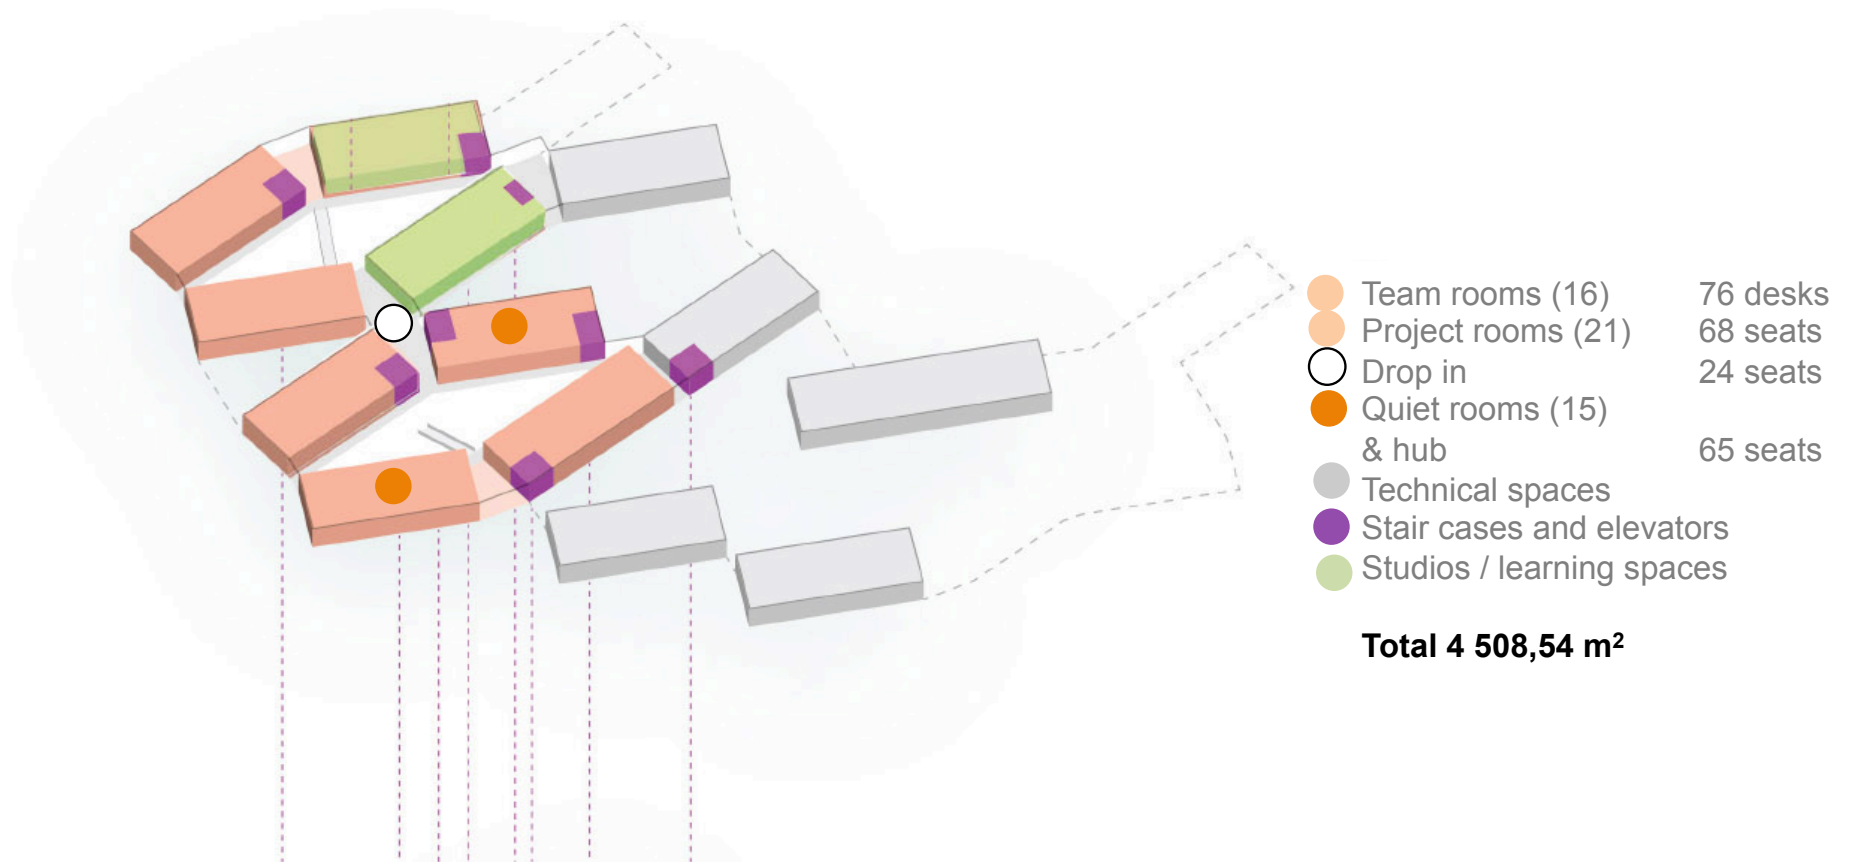 Team rooms (16) 76 desks
Project rooms (21) 68 seats
Drop in 24 seats
Quiet rooms (15)
& hub 65 seats
Technical spaces
Stair cases and elevators
Studios / learning spaces
Total 4 508,54 m²